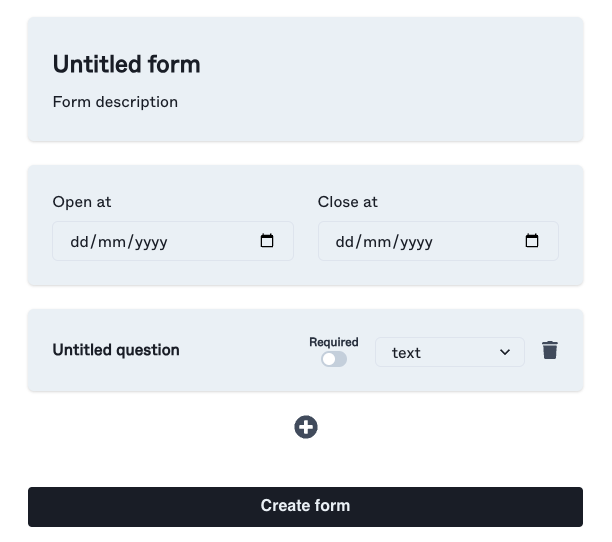 Untitled form
Form description
Open at
Close at
dd/mm/yyyy
dd/mm/yyyy
Untitled question
Required
text
Create form